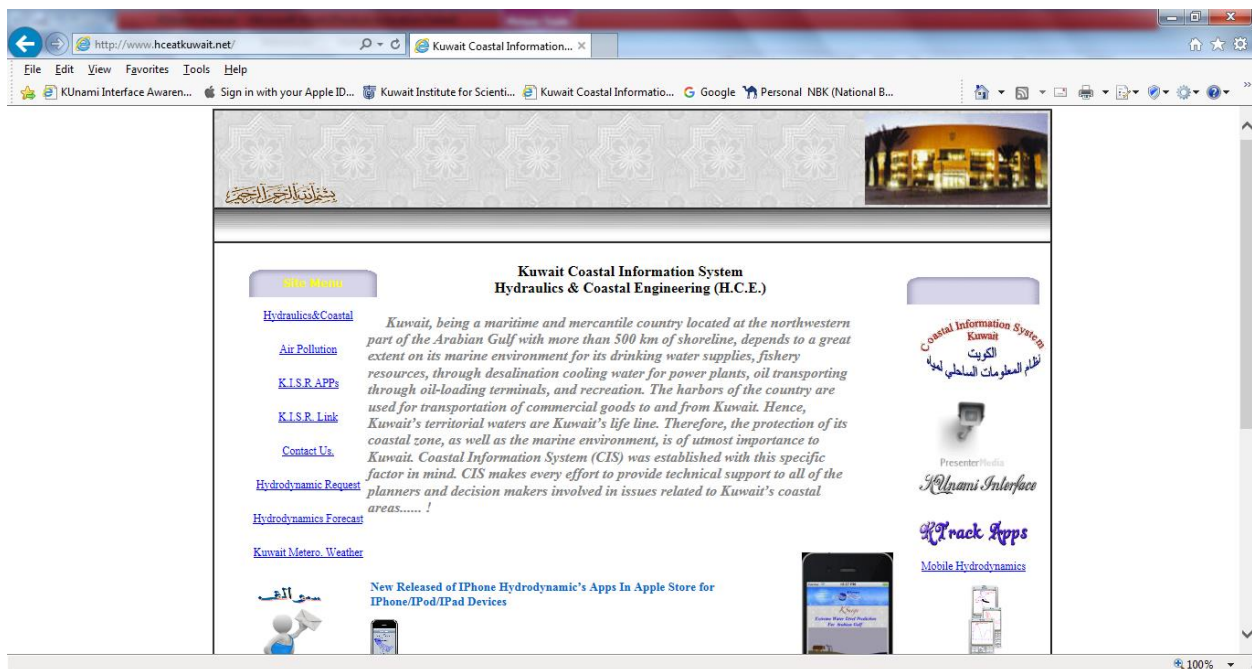 http://www.hceatkuwait.net/
Kuwait Coastal Information...
File Edit View Favorites Tools Help
KUnami Interface Awaren... Sign in with your Apple ID... Kuwait Institute for Scienti... Kuwait Coastal Informatio... Google Personal NBK (National B...
بسم الله الرحمن الرحيم
Site Menu
Hydraulics&Coastal
Air Pollution
K.I.S.R APPs
K.I.S.R. Link
Contact Us.
Hydrodynamic Request
Hydrodynamics Forecast
Kuwait Metero. Weather
Kuwait Coastal Information System
Hydraulics & Coastal Engineering (H.C.E.)
Kuwait, being a maritime and mercantile country located at the northwestern
part of the Arabian Gulf with more than 500 km of shoreline, depends to a great
extent on its marine environment for its drinking water supplies, fishery
resources, through desalination cooling water for power plants, oil transporting
through oil-loading terminals, and recreation. The harbors of the country are
used for transportation of commercial goods to and from Kuwait. Hence,
Kuwait's territorial waters are Kuwait's life line. Therefore, the protection of its
coastal zone, as well as the marine environment, is of utmost importance to
Kuwait. Coastal Information System (CIS) was established with this specific
factor in mind. CIS makes every effort to provide technical support to all of the
planners and decision makers involved in issues related to Kuwait's coastal
areas...... !
New Released of IPhone Hydrodynamic's Apps In Apple Store for
IPhone/IPod/IPad Devices
Coastal Information System
Kuwait
الكويت
نظام المعلومات الساحلي لمياه
PresenterMedia
KUnami Interface
KTrack Apps
Mobile Hydrodynamics
Extreme Water Level Prediction
For Arabian Gulf
100%